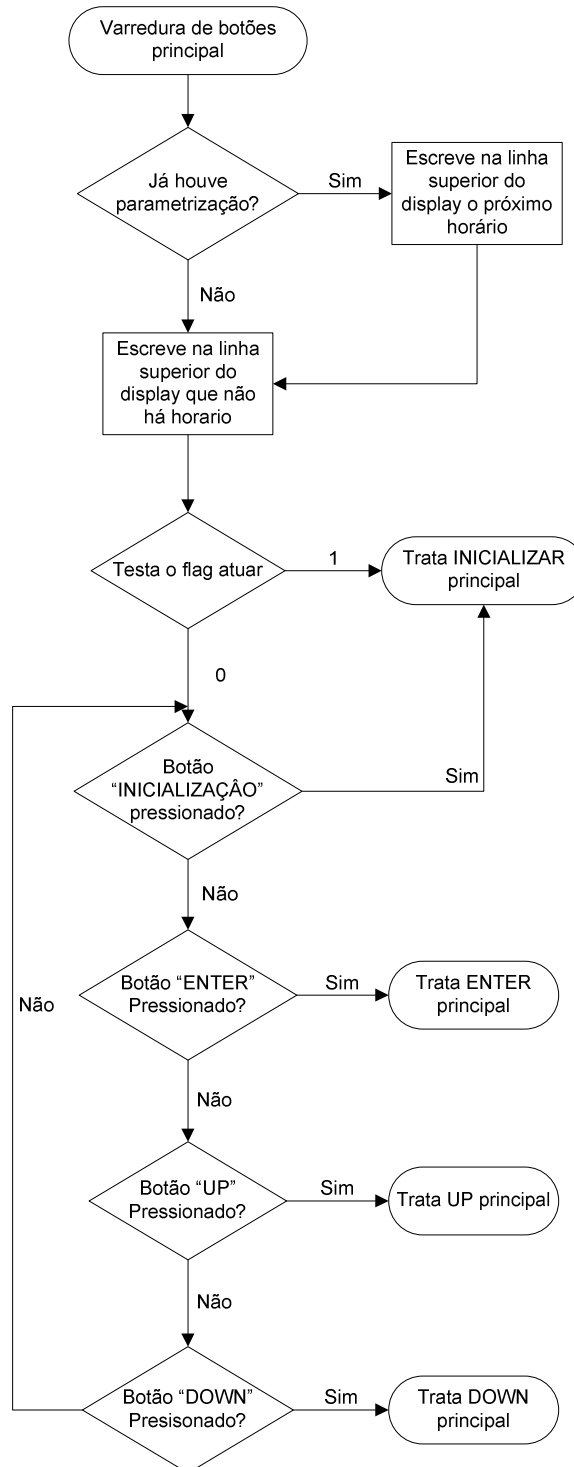 Varredura de botões
principal
Já houve
parametrização?
Sim
Escreve na linha
superior do
display o próximo
horário
Não
Escreve na linha
superior do
display que não
há horario
Testa o flag atuar
1
Trata INICIALIZAR
principal
0
Botão
“INICIALIZAÇÂO”
pressionado?
Sim
Não
Botão “ENTER”
Pressionado?
Sim
Trata ENTER
principal
Não
Não
Botão “UP”
Pressionado?
Sim
Trata UP principal
Não
Botão “DOWN”
Presisonado?
Sim
Trata DOWN
principal